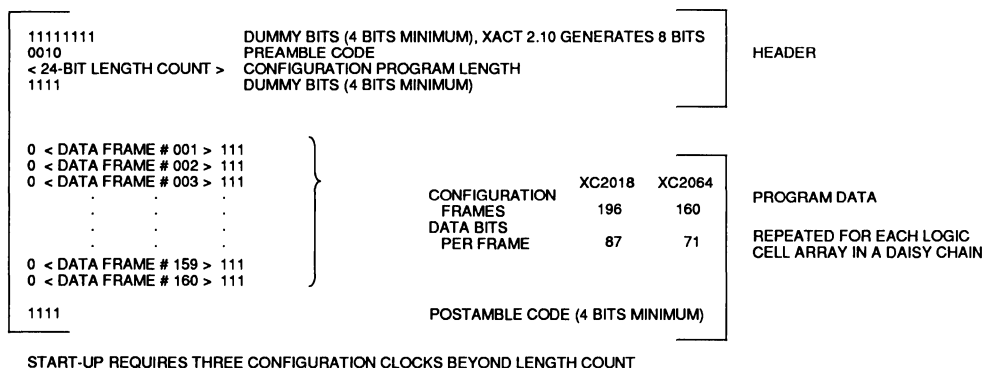 11111111 DUMMY BITS (4 BITS MINIMUM), XACT 2.10 GENERATES 8 BITS
0010 PREAMBLE CODE
< 24-BIT LENGTH COUNT > CONFIGURATION PROGRAM LENGTH
1111 DUMMY BITS (4 BITS MINIMUM)
HEADER
0 < DATA FRAME # 001 > 111
0 < DATA FRAME # 002 > 111
0 < DATA FRAME # 003 > 111
. . .
. . .
. . .
. . .
0 < DATA FRAME # 159 > 111
0 < DATA FRAME # 160 > 111
XC2018 XC2064
CONFIGURATION
FRAMES 196 160
DATA BITS
PER FRAME 87 71
PROGRAM DATA
REPEATED FOR EACH LOGIC
CELL ARRAY IN A DAISY CHAIN
1111 POSTAMBLE CODE (4 BITS MINIMUM)
START-UP REQUIRES THREE CONFIGURATION CLOCKS BEYOND LENGTH COUNT